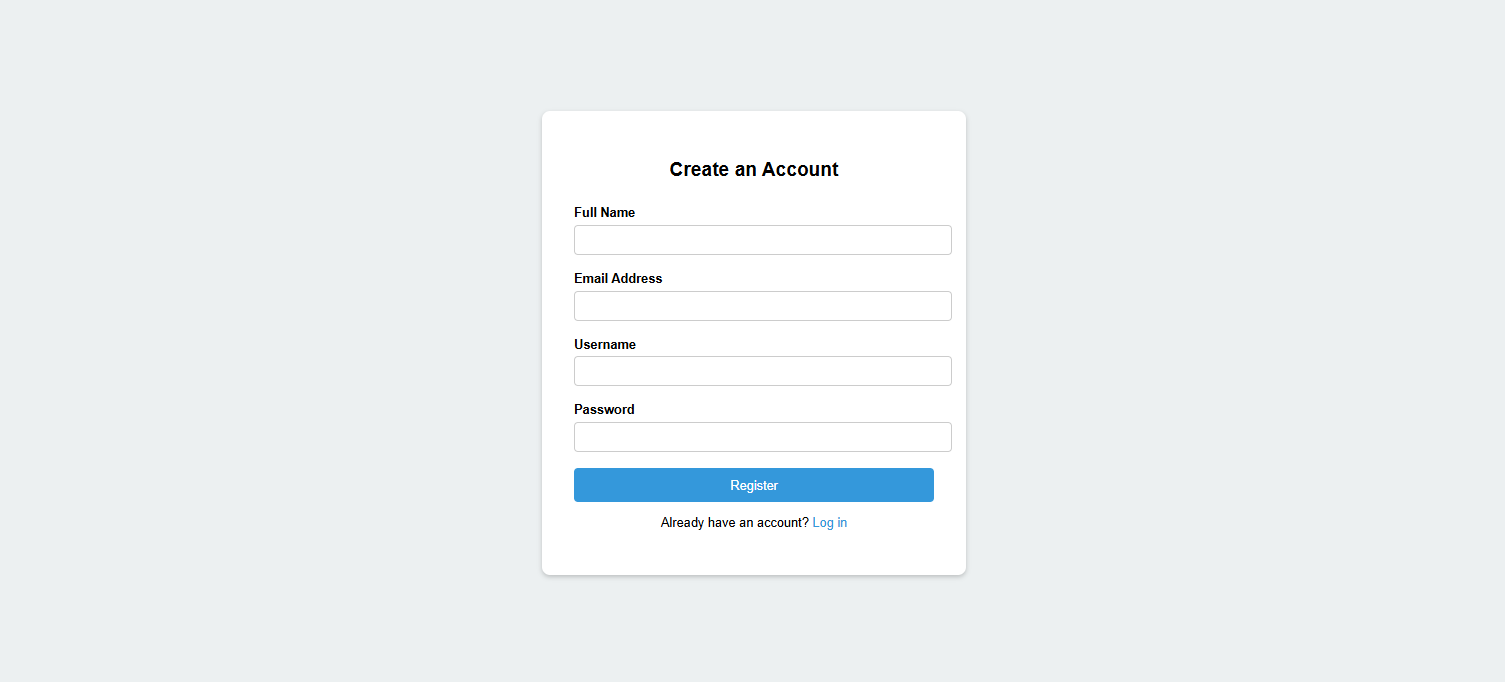 Create an Account
Full Name
Email Address
Username
Password
Register
Already have an account? Log in